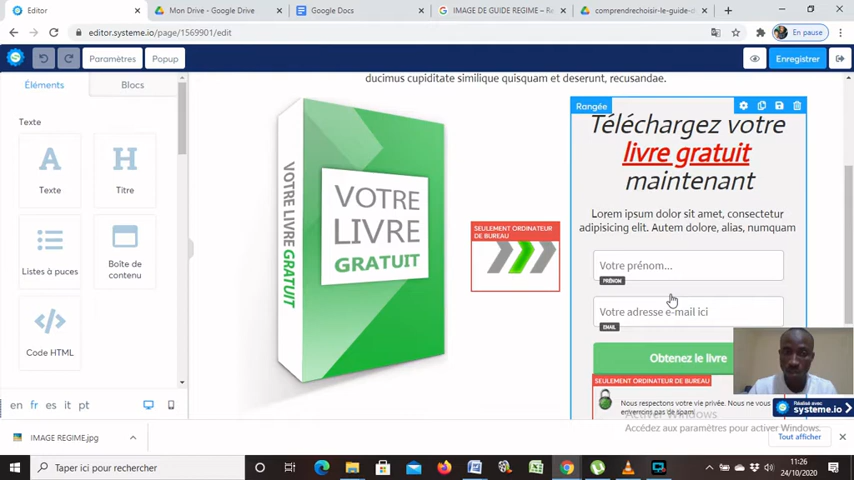 Editor
Mon Drive - Google Drive
Google Docs
IMAGE DE GUIDE REGIME – Re
comprendrechoisir-le-guide-d
editor.systeme.io/page/1569901/edit
En pause
Paramètres
Popup
Enregistrer
Éléments
Blocs
Texte
Texte
Titre
Listes à puces
Boîte de
contenu
Code HTML
en fr es it pt
ducimus cupiditate similique quisquam et deserunt, recusandae.
VOTRE LIVRE GRATUIT
VOTRE
LIVRE
GRATUIT
SEULEMENT ORDINATEUR
DE BUREAU
Rangée
Téléchargez votre
livre gratuit
maintenant
Lorem ipsum dolor sit amet, consectetur
adipisicing elit. Autem dolore, alias, numquam
Votre prénom...
PRÉNOM
Votre adresse e-mail ici
EMAIL
Obtenez le livre
SEULEMENT ORDINATEUR DE BUREAU
Nous respectons votre vie privée. Nous ne vous
enverrons pas de spam!
Réalisé avec
systeme.io
Activer Windows
Accédez aux paramètres pour activer Windows.
IMAGE REGIME.jpg
Tout afficher
Taper ici pour rechercher
11:26
24/10/2020